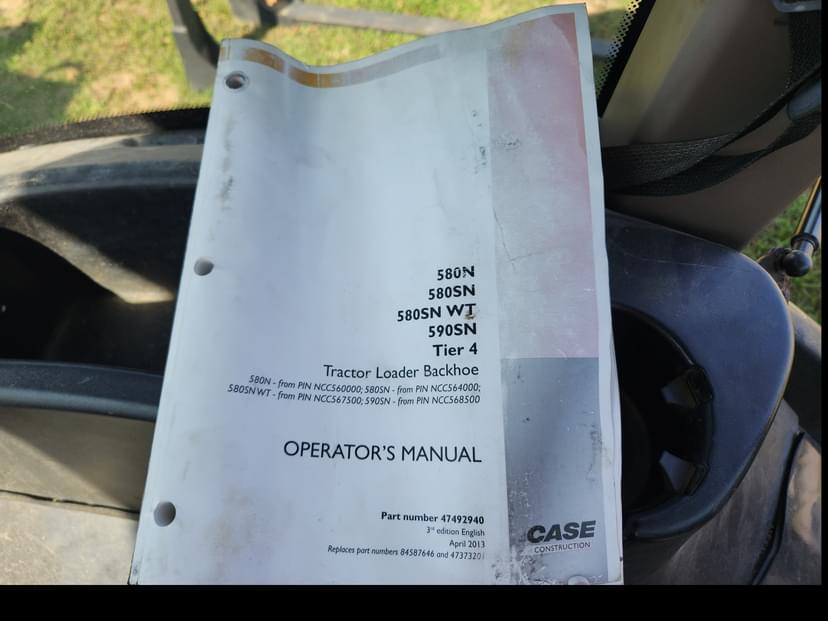 580N
580SN
580SN WT
590SN
Tier 4
Tractor Loader Backhoe
580N - from PIN NCC560000; 580SN - from PIN NCC564000;
580SN WT - from PIN NCC567500; 590SN - from PIN NCC568500
OPERATOR'S MANUAL
Part number 47492940
3rd edition English
April 2013
Replaces part numbers 84587646 and 47373201
CASE
CONSTRUCTION